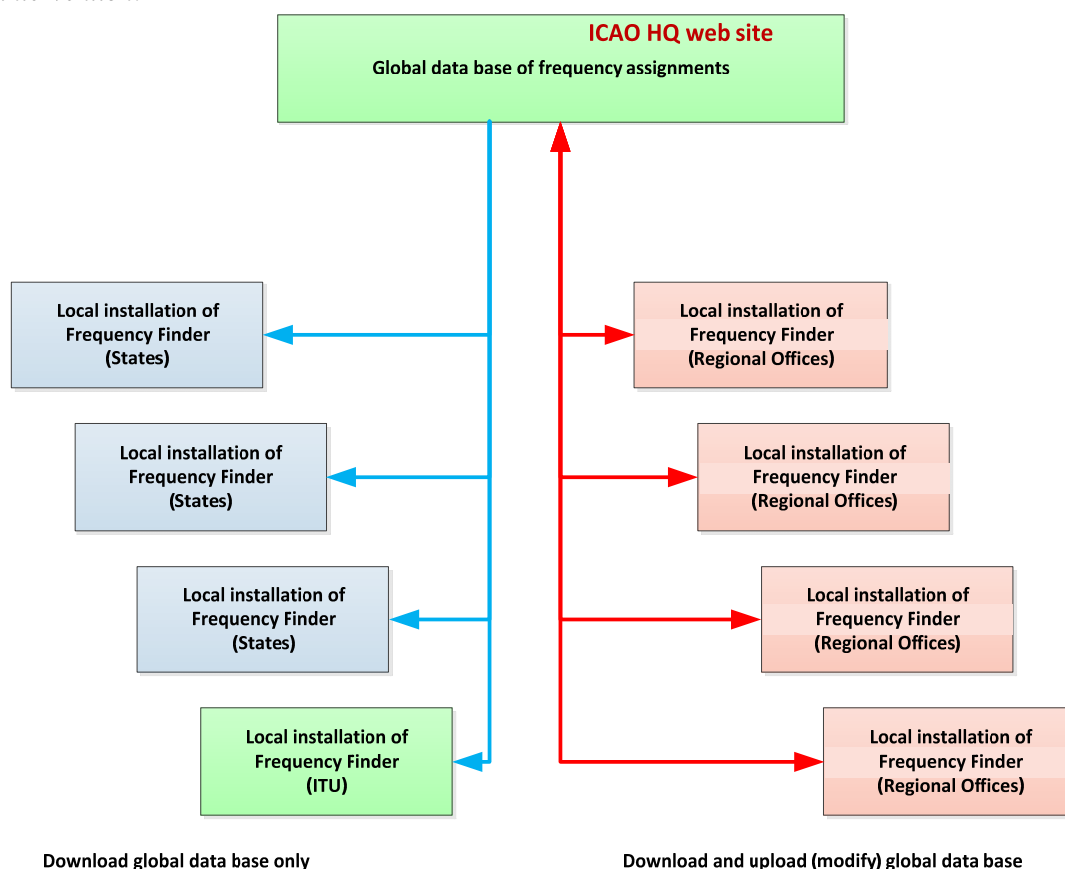 ICAO HQ web site
Global data base of frequency assignments
Local installation of
Frequency Finder
(States)
Local installation of
Frequency Finder
(Regional Offices)
Local installation of
Frequency Finder
(States)
Local installation of
Frequency Finder
(Regional Offices)
Local installation of
Frequency Finder
(States)
Local installation of
Frequency Finder
(Regional Offices)
Local installation of
Frequency Finder
(ITU)
Local installation of
Frequency Finder
(Regional Offices)
Download global data base only
Download and upload (modify) global data base